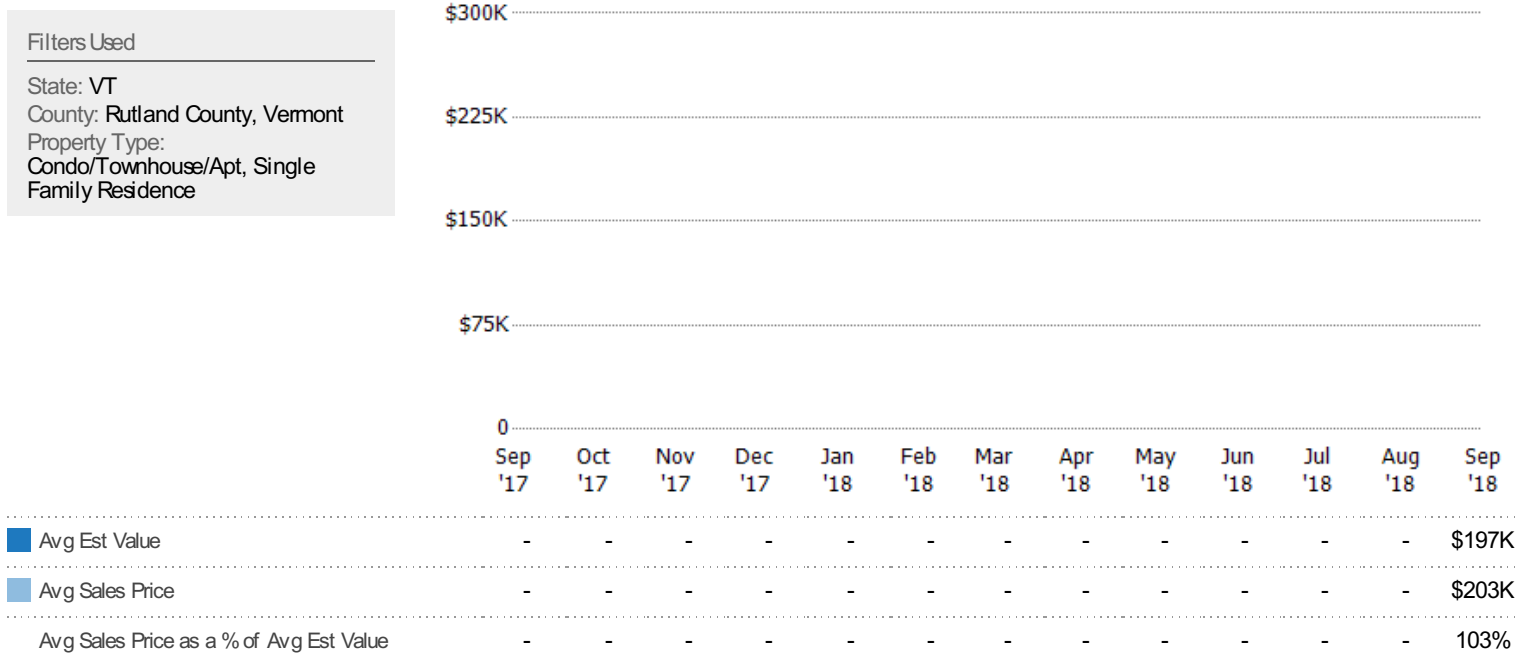 Filters Used
State: VT
County: Rutland County, Vermont
Property Type:
Condo/Townhouse/Apt, Single
Family Residence
$300K
$225K
$150K
$75K
0
Sep Oct Nov Dec Jan Feb Mar Apr May Jun Jul Aug Sep
'17 '17 '17 '17 '18 '18 '18 '18 '18 '18 '18 '18 '18
Avg Est Value - - - - - - - - - - - - $197K
Avg Sales Price - - - - - - - - - - - - $203K
Avg Sales Price as a % of Avg Est Value - - - - - - - - - - - - 103%